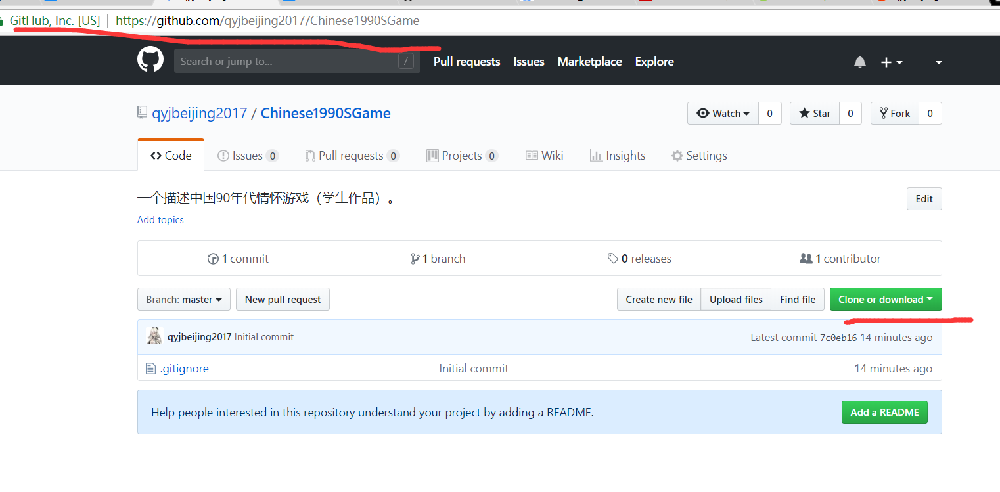 GitHub, Inc. [US] https://github.com/qyjbeijing2017/Chinese1990SGame
Search or jump to... / Pull requests Issues Marketplace Explore
qyjbeijing2017 / Chinese1990SGame Watch 0 Star 0 Fork 0
Code Issues 0 Pull requests 0 Projects 0 Wiki Insights Settings
一个描述中国90年代情怀游戏（学生作品）。 Edit
Add topics
1 commit 1 branch 0 releases 1 contributor
Branch: master New pull request Create new file Upload files Find file Clone or download
qyjbeijing2017 Initial commit Latest commit 7c0eb16 14 minutes ago
.gitignore Initial commit 14 minutes ago
Help people interested in this repository understand your project by adding a README. Add a README